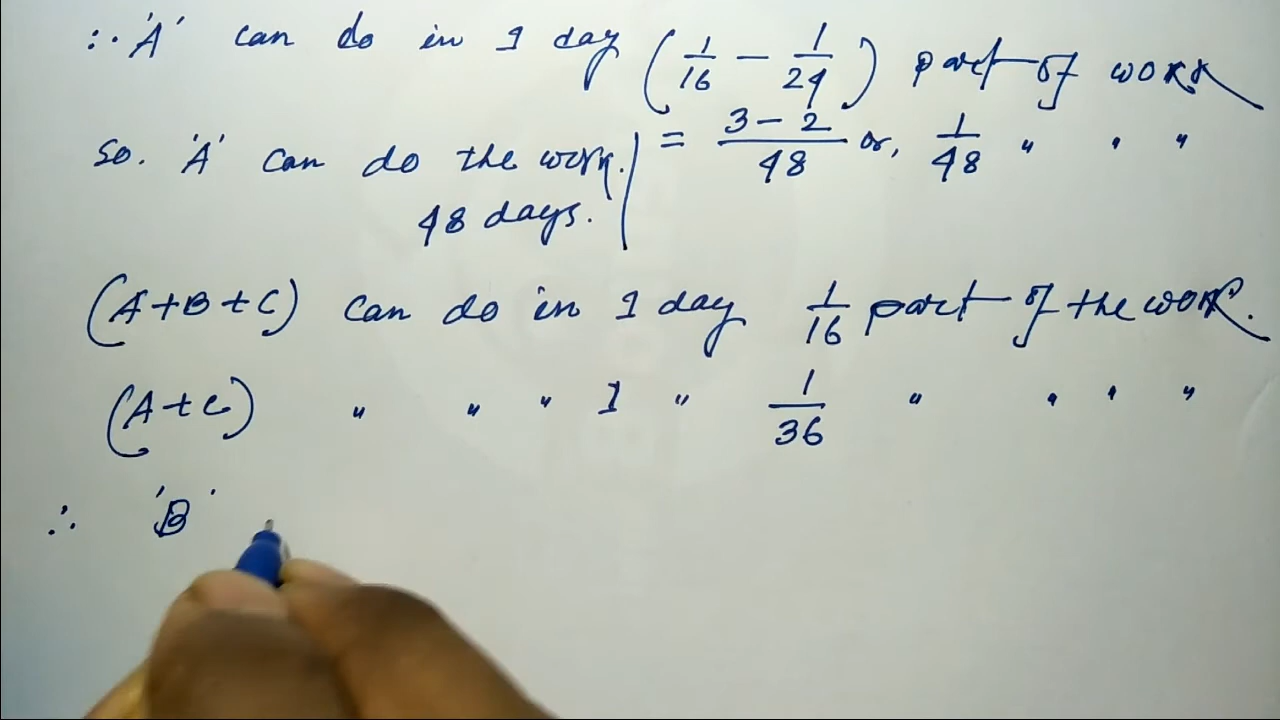 ∴ 'A' can do in 1 day (1/16 - 1/24) part of work
= (3-2)/48 or, 1/48 " " "
So. 'A' can do the work.
48 days.
(A+B+C) can do in 1 day 1/16 part of the work.
(A+C) " " " 1 " 1/36 " " " "
∴ 'B'